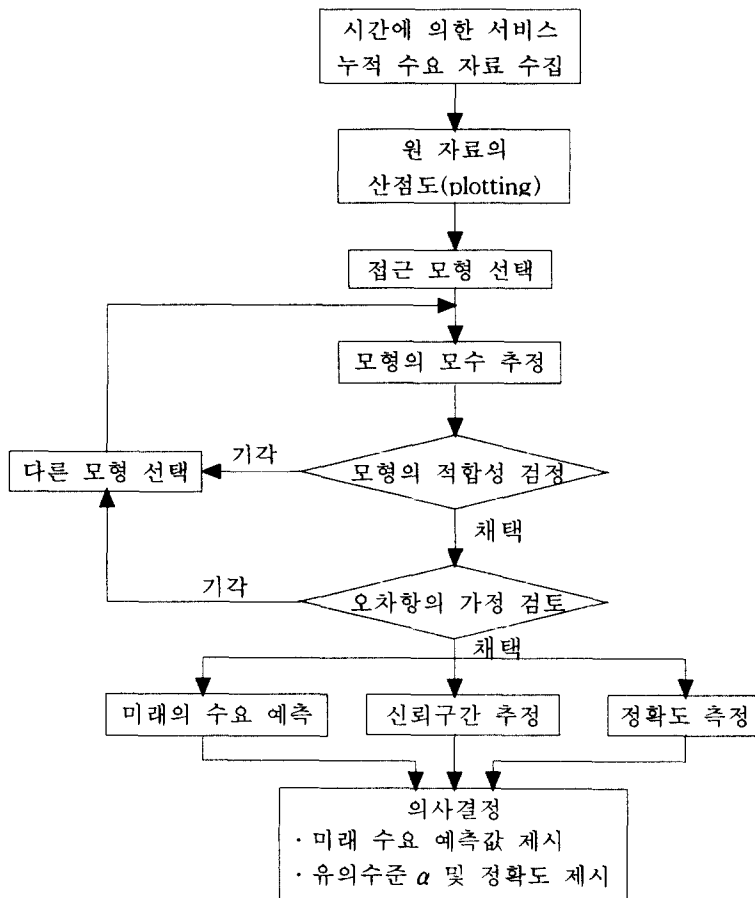 시간에 의한 서비스
누적 수요 자료 수집
원 자료의
산점도(plotting)
접근 모형 선택
모형의 모수 추정
기각
다른 모형 선택
모형의 적합성 검정
채택
기각
오차항의 가정 검토
채택
미래의 수요 예측
신뢰구간 추정
정확도 측정
의사결정
· 미래 수요 예측값 제시
· 유의수준 α 및 정확도 제시